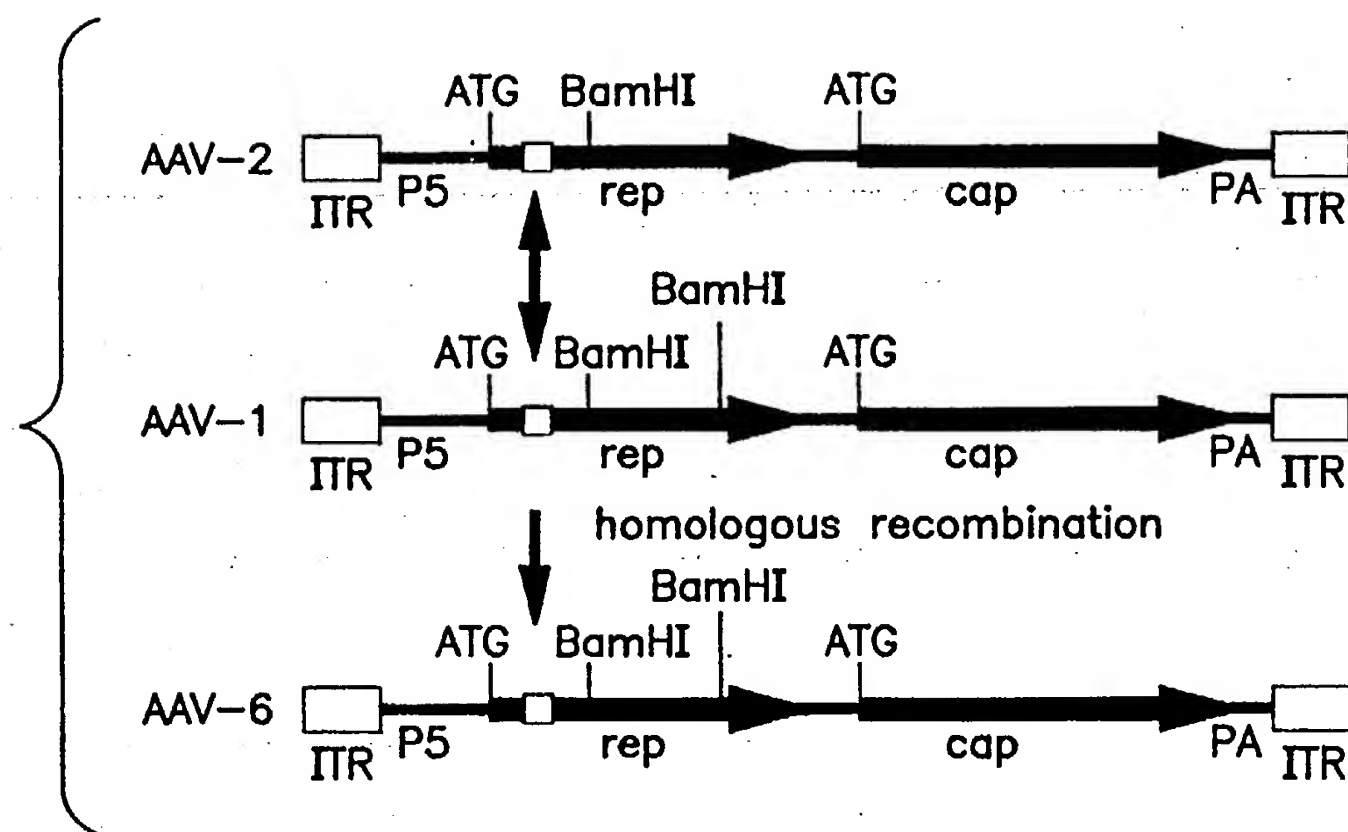 ATG BamHI ATG
AAV-2
P5 rep cap PA
ITR ITR
BamHI
ATG BamHI ATG
AAV-1
P5 rep cap PA
ITR ITR
homologous recombination
BamHI
ATG BamHI ATG
AAV-6
P5 rep cap PA
ITR ITR